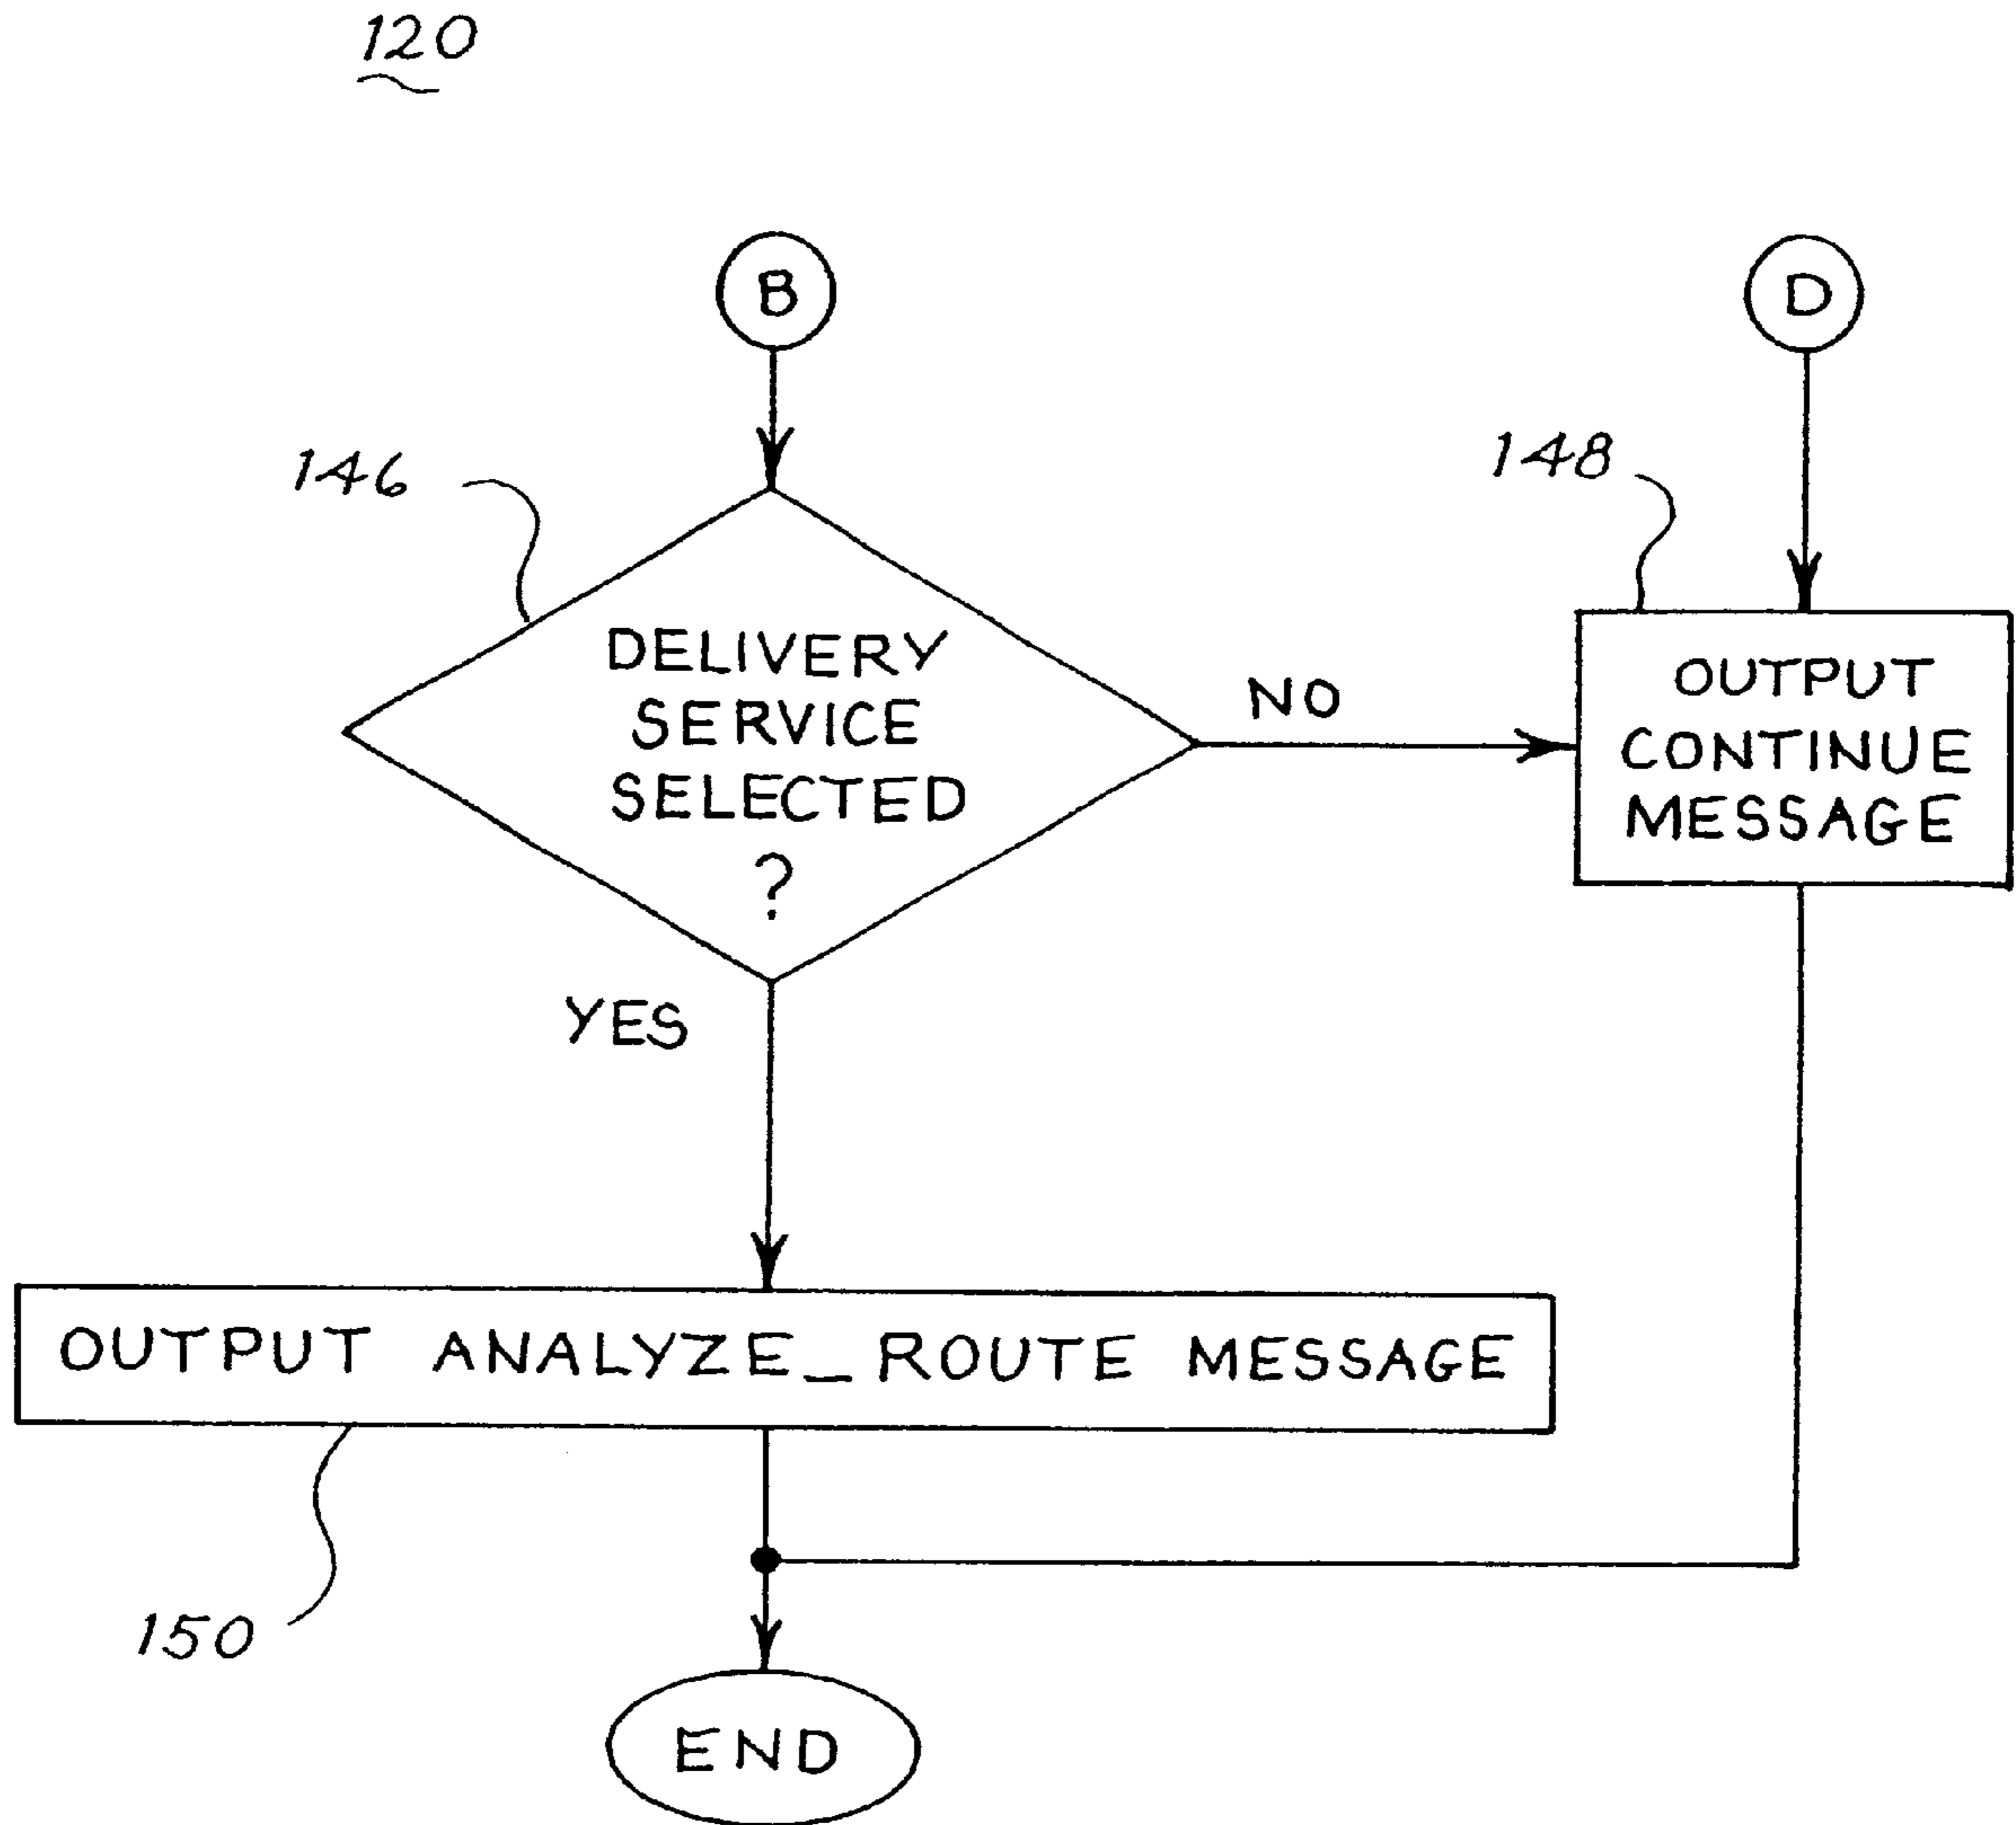 120
B
D
146
148
DELIVERY
SERVICE
SELECTED
?
NO
OUTPUT
CONTINUE
MESSAGE
YES
OUTPUT ANALYZE_ROUTE MESSAGE
150
END